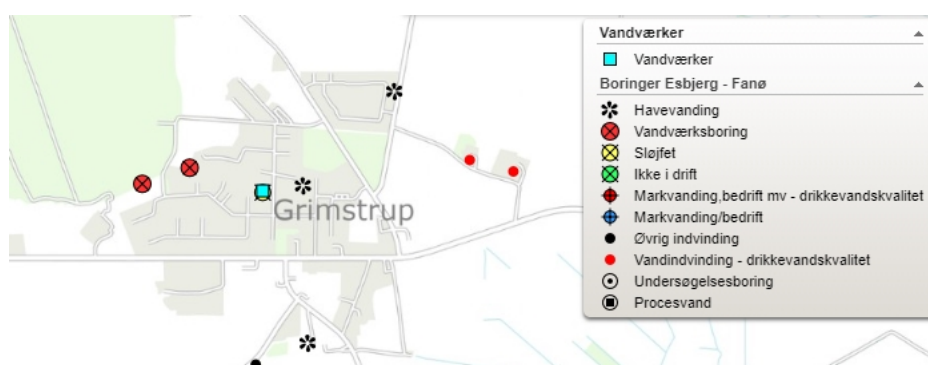 Grimstrup
Vandværker
Vandværker
Boringer Esbjerg - Fanø
Havevanding
Vandværksboring
Sløjfet
Ikke i drift
Markvanding,bedrift mv - drikkevandskvalitet
Markvanding/bedrift
Øvrig indvinding
Vandindvinding - drikkevandskvalitet
Undersøgelsesboring
Procesvand